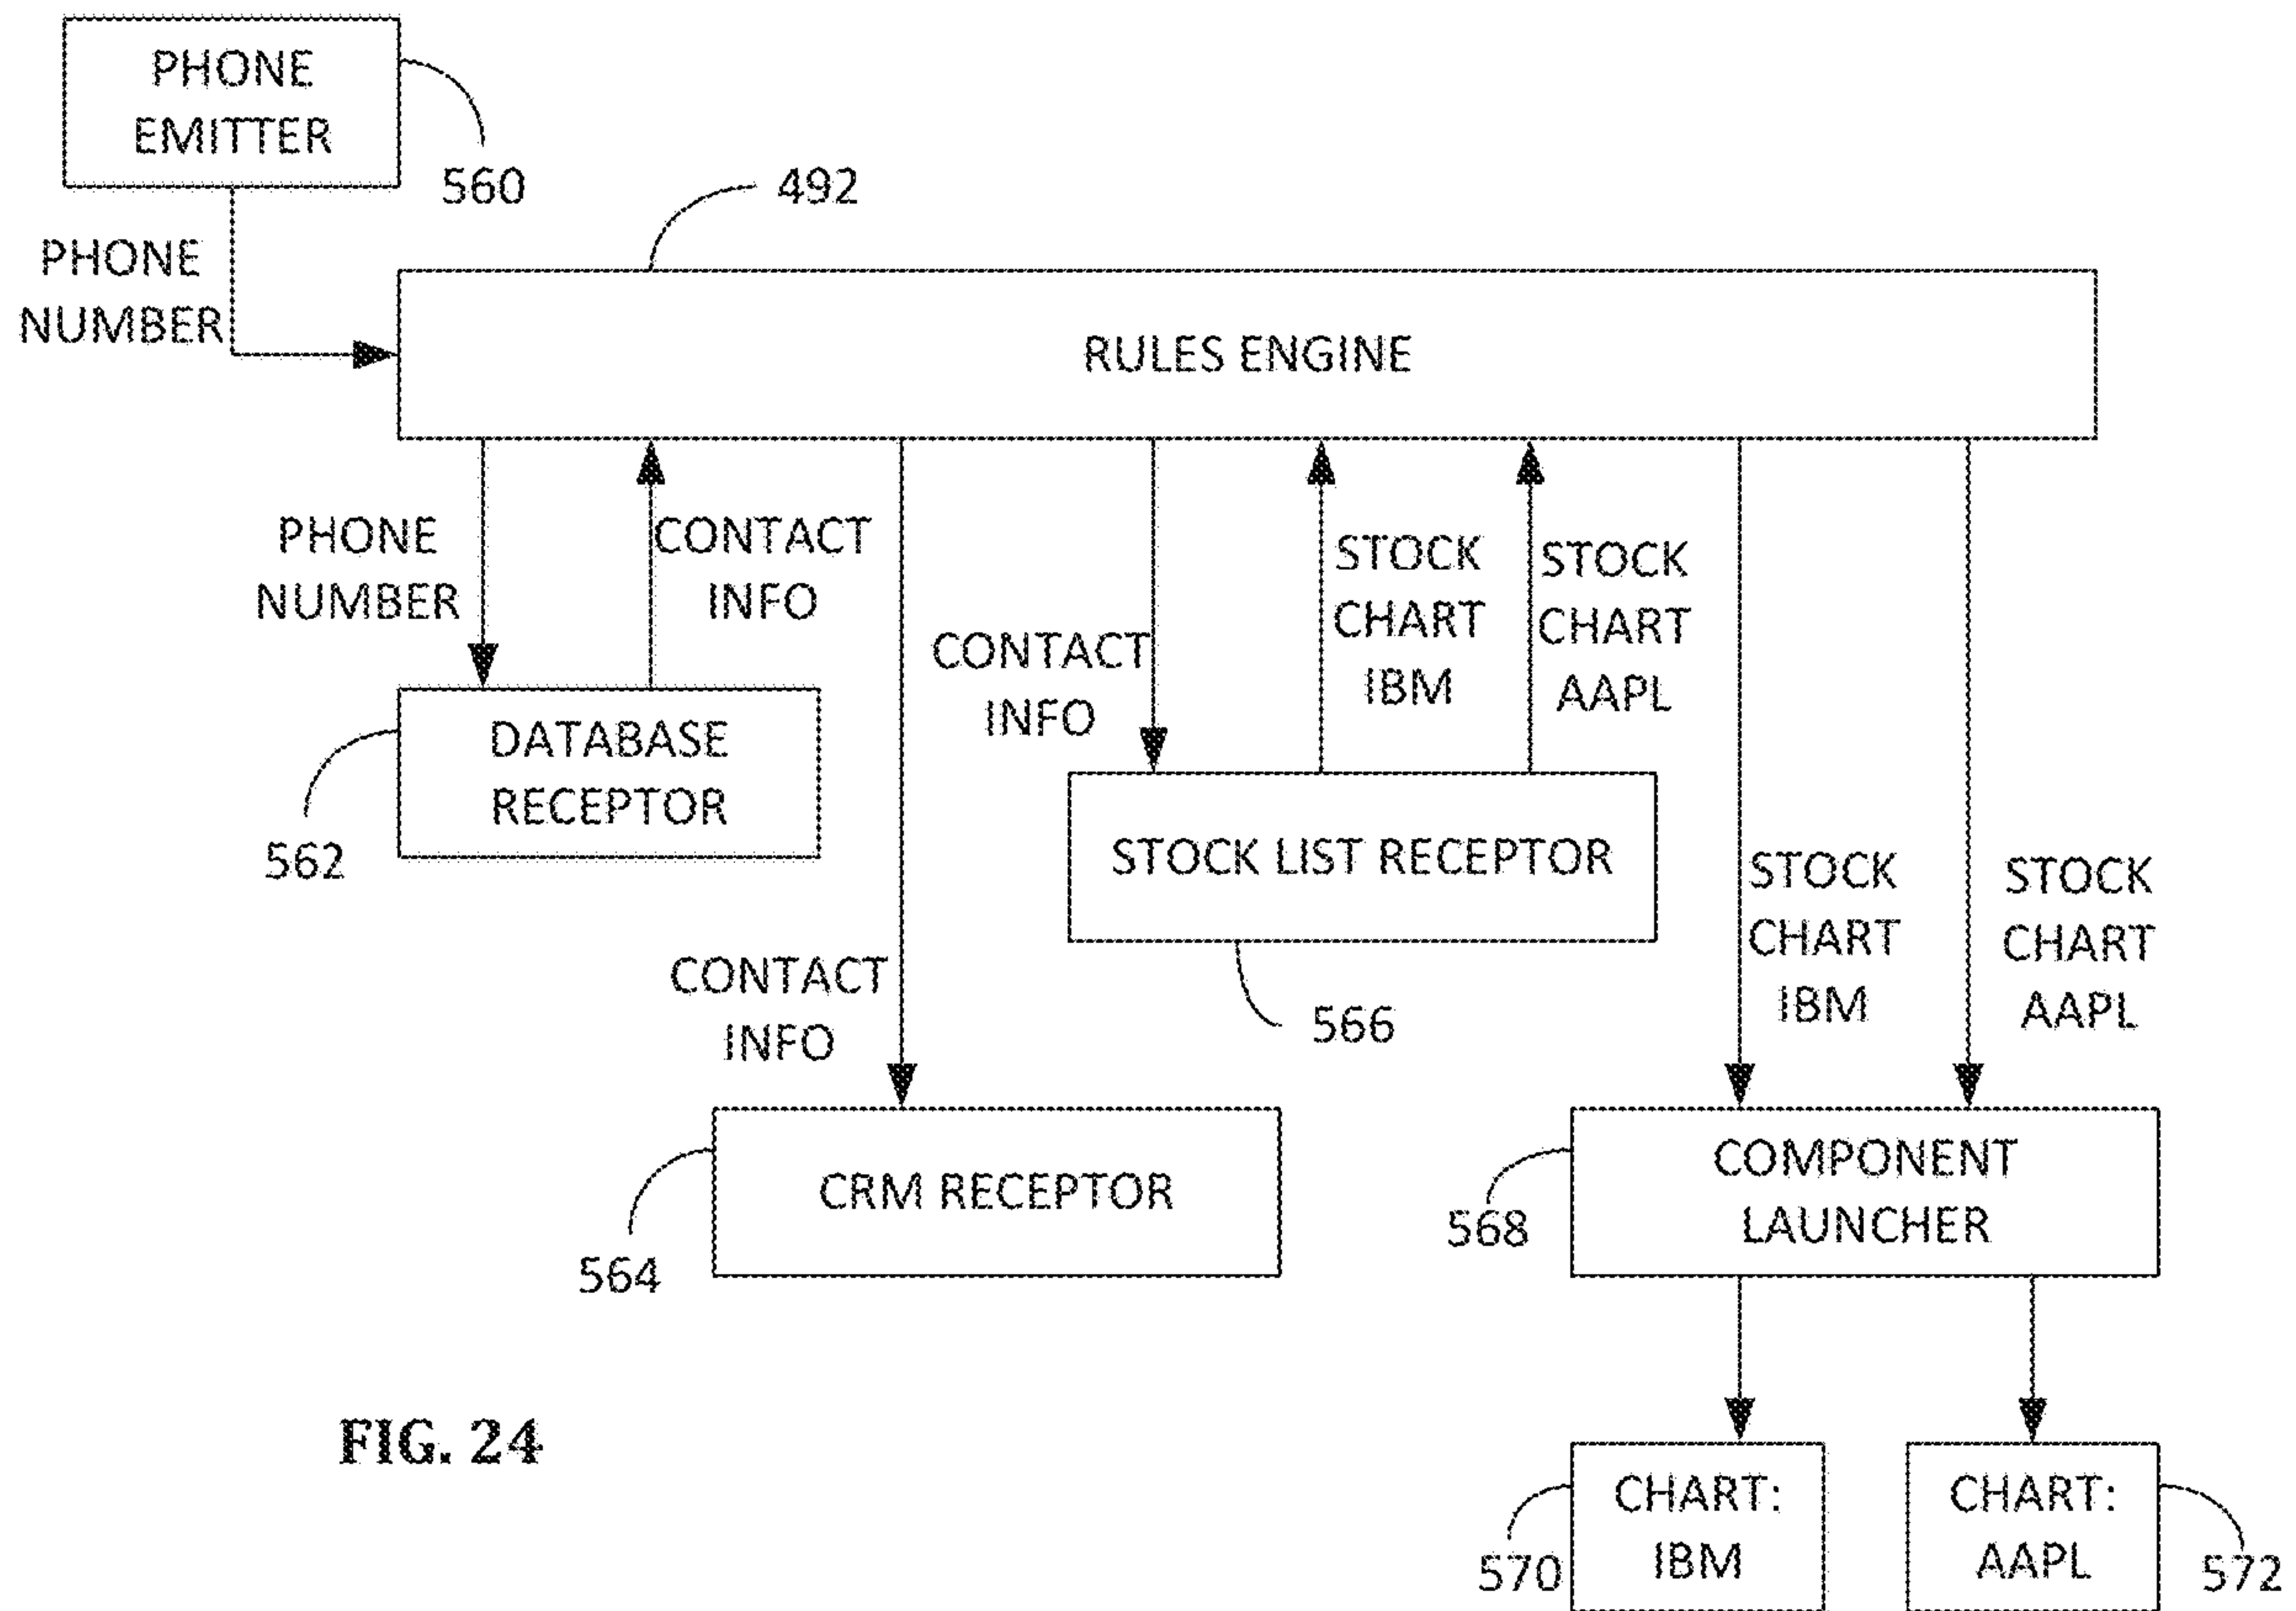 PHONE
EMITTER
560
492
PHONE
NUMBER
RULES ENGINE
PHONE
NUMBER
CONTACT
INFO
CONTACT
INFO
STOCK
CHART
IBM
STOCK
CHART
AAPL
DATABASE
RECEPTOR
562
STOCK LIST RECEPTOR
566
CONTACT
INFO
STOCK
CHART
IBM
STOCK
CHART
AAPL
CRM RECEPTOR
564
COMPONENT
LAUNCHER
568
FIG. 24
CHART:
IBM
570
CHART:
AAPL
572